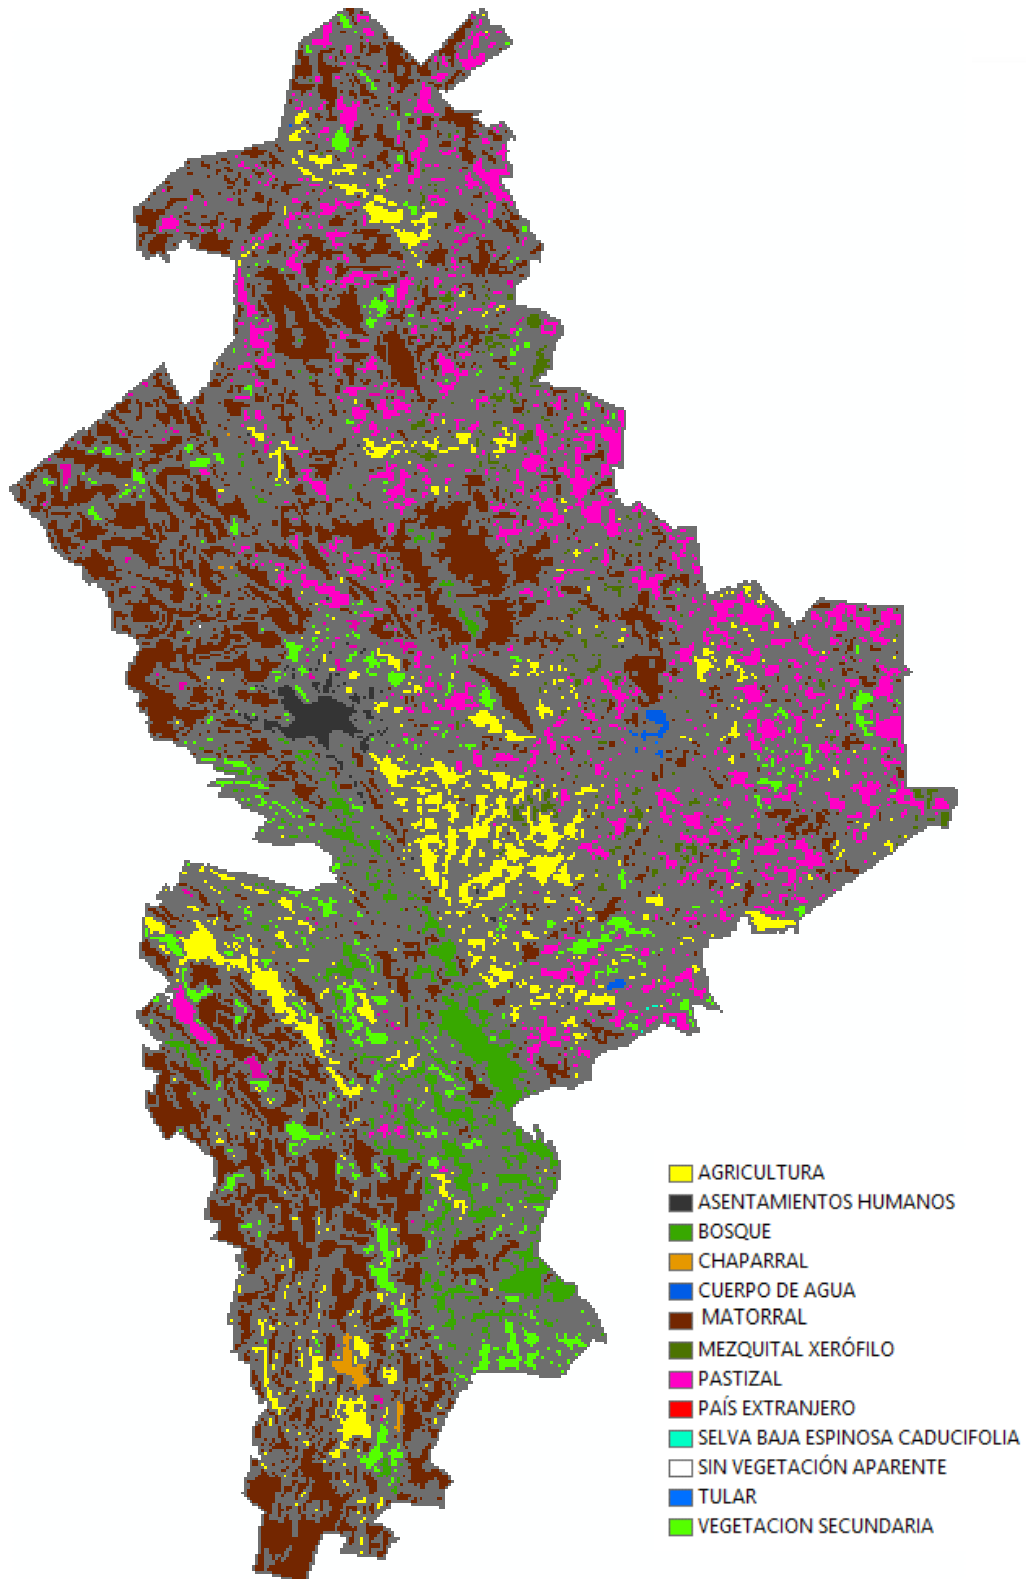 AGRICULTURA
ASENTAMIENTOS HUMANOS
BOSQUE
CHAPARRAL
CUERPO DE AGUA
MATORRAL
MEZQUITAL XERÓFILO
PASTIZAL
PAÍS EXTRANJERO
SELVA BAJA ESPINOSA CADUCIFOLIA
SIN VEGETACIÓN APARENTE
TULAR
VEGETACION SECUNDARIA